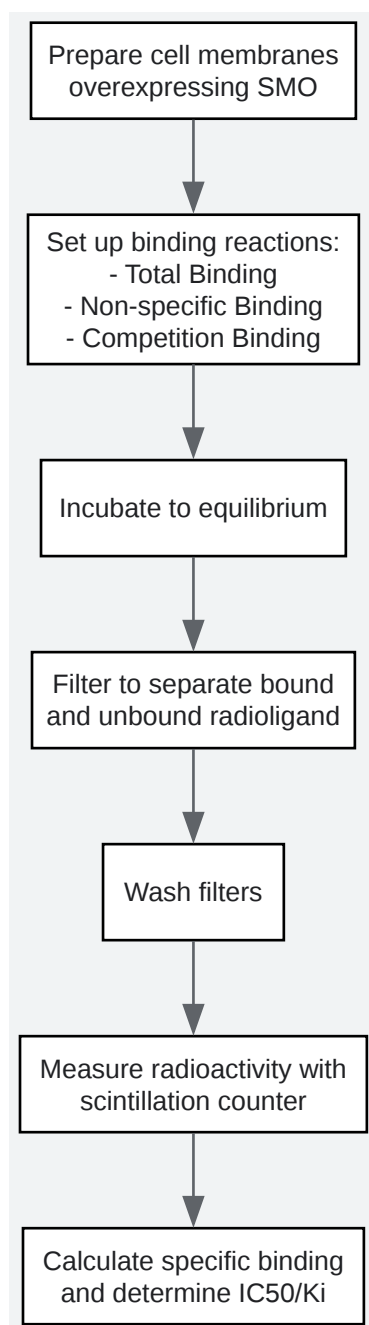 Prepare cell membranes
overexpressing SMO
Set up binding reactions:
- Total Binding
- Non-specific Binding
- Competition Binding
Incubate to equilibrium
Filter to separate bound
and unbound radioligand
Wash filters
Measure radioactivity with
scintillation counter
Calculate specific binding
and determine IC50/Ki